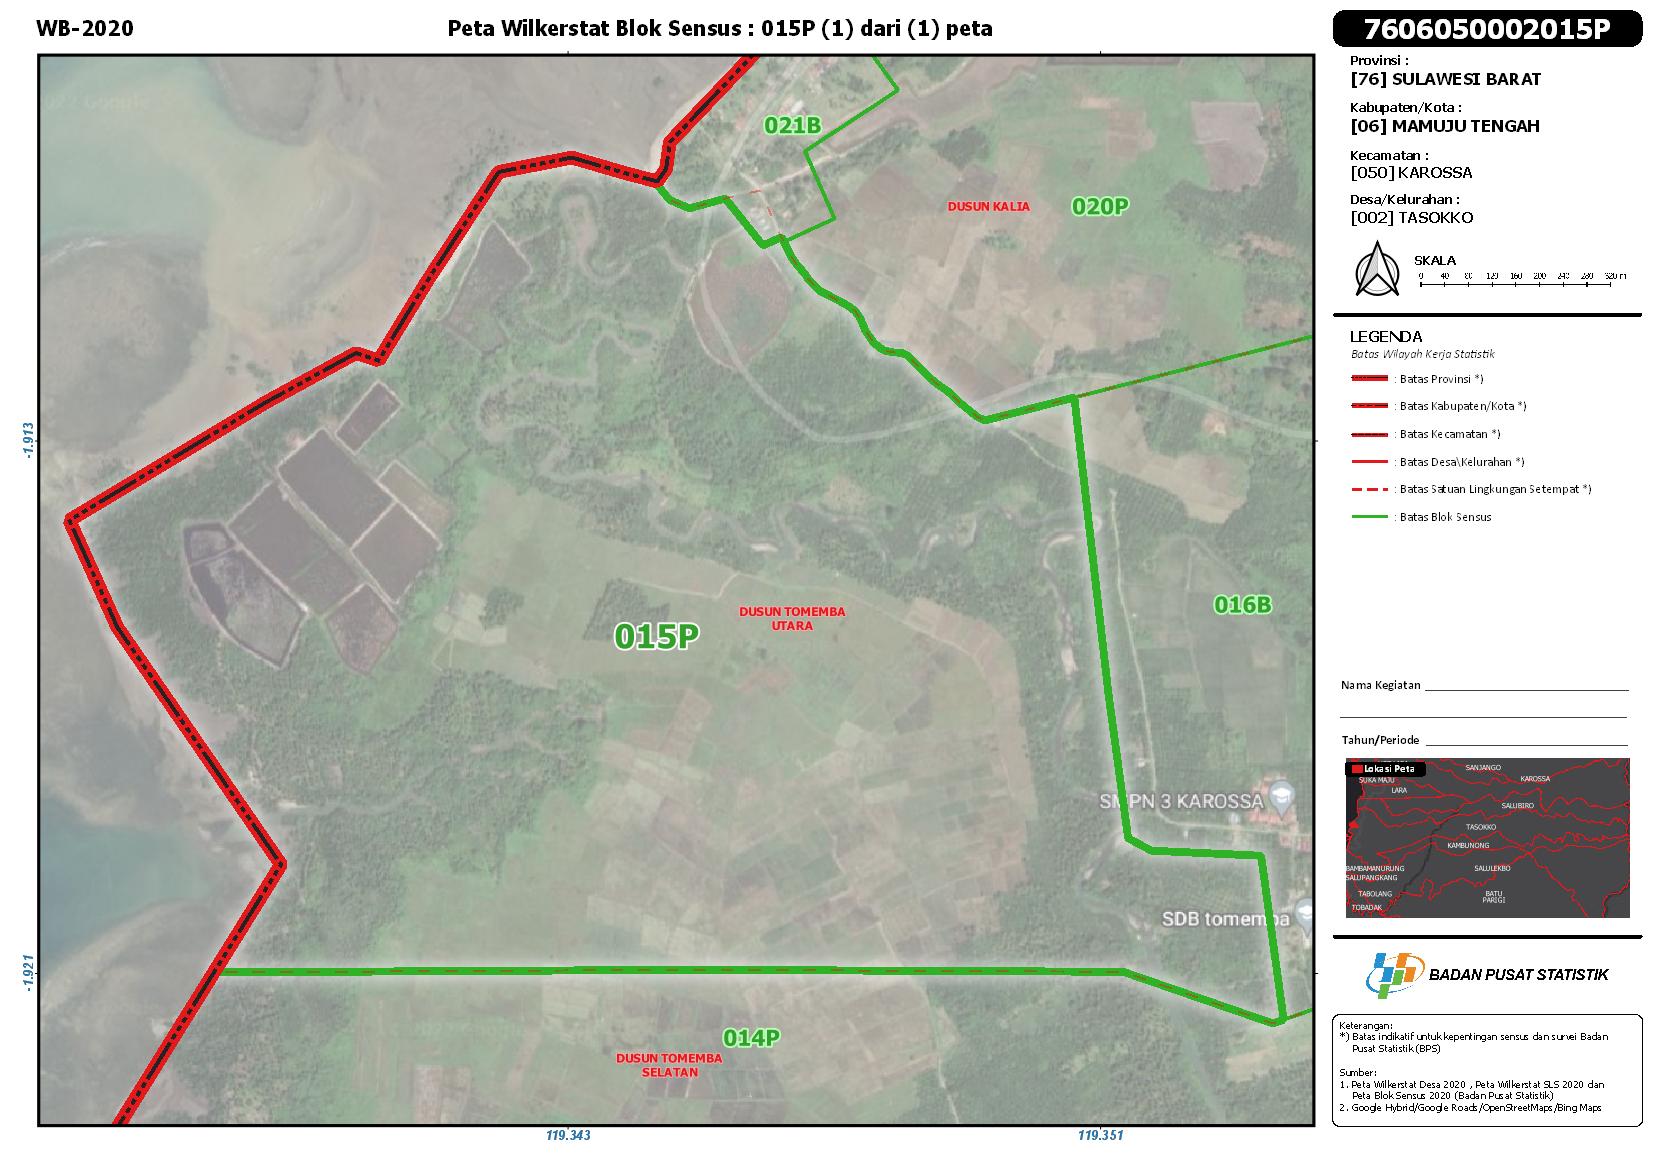 WB-2020
Peta Wilkerstat Blok Sensus : 015P (1) dari (1) peta
7606050002015P
Provinsi :
[76] SULAWESI BARAT
Kabupaten/Kota :
[06] MAMUJU TENGAH
Kecamatan :
[050] KAROSSA
Desa/Kelurahan :
[002] TASOKKO
SKALA
0 40 80 120 160 200 240 280 320 m
LEGENDA
Batas Wilayah Kerja Statistik
: Batas Provinsi *)
: Batas Kabupaten/Kota *)
: Batas Kecamatan *)
: Batas Desa\Kelurahan *)
: Batas Satuan Lingkungan Setempat *)
: Batas Blok Sensus
021B
DUSUN KALIA
020P
-1.913
016B
DUSUN TOMEMBA
UTARA
015P
SMPN 3 KAROSSA
SDB tomemba
-1.921
014P
DUSUN TOMEMBA
SELATAN
119.343
119.351
Nama Kegiatan
Tahun/Periode
Lokasi Peta
SANJANGO
SUKA MAJU
KAROSSA
LARA
SALUBIRO
TASOKKO
KAMBUNONG
BAMBAMANURUNG
SALUPANGKANG
SALULEKBO
TABOLANG
BATU
PARIGI
TOBADAK
BADAN PUSAT STATISTIK
Keterangan:
*) Batas indikatif untuk kepentingan sensus dan survei Badan
Pusat Statistik (BPS)
Sumber:
1. Peta Wilkerstat Desa 2020 , Peta Wilkerstat SLS 2020 dan
Peta Blok Sensus 2020 (Badan Pusat Statistik)
2. Google Hybrid/Google Roads/OpenStreetMaps/Bing Maps